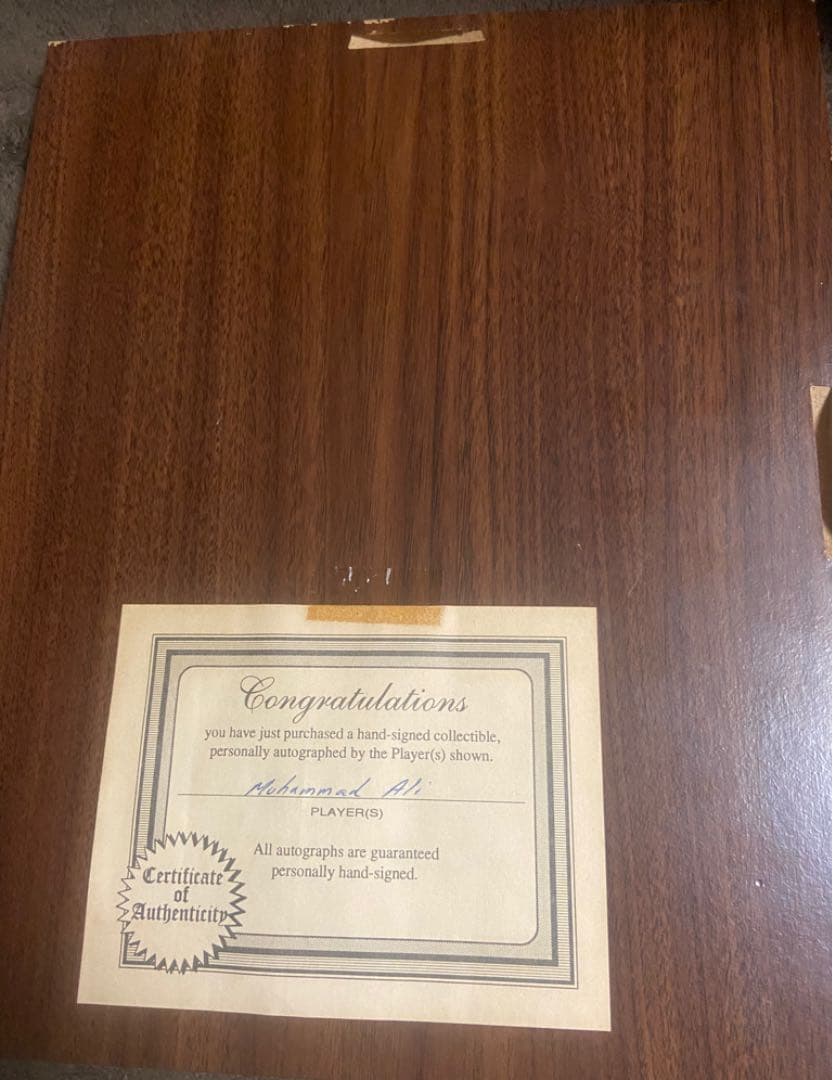 Congratulations
you have just purchased a hand-signed collectible,
personally autographed by the Player(s) shown.
Muhammad Ali
PLAYER(S)
All autographs are guaranteed
personally hand-signed.
Certificate
of
Authenticity